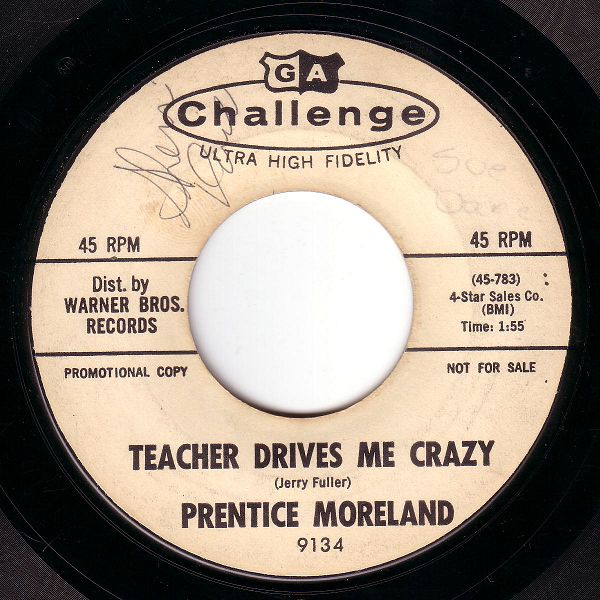 GA
Challenge
ULTRA HIGH FIDELITY
Sue
45 RPM
45 RPM
Dist. by
WARNER BROS.
RECORDS
(45-783)
4-Star Sales Co.
(BMI)
Time: 1:55
PROMOTIONAL COPY
NOT FOR SALE
TEACHER DRIVES ME CRAZY
(Jerry Fuller)
PRENTICE MORELAND
9134